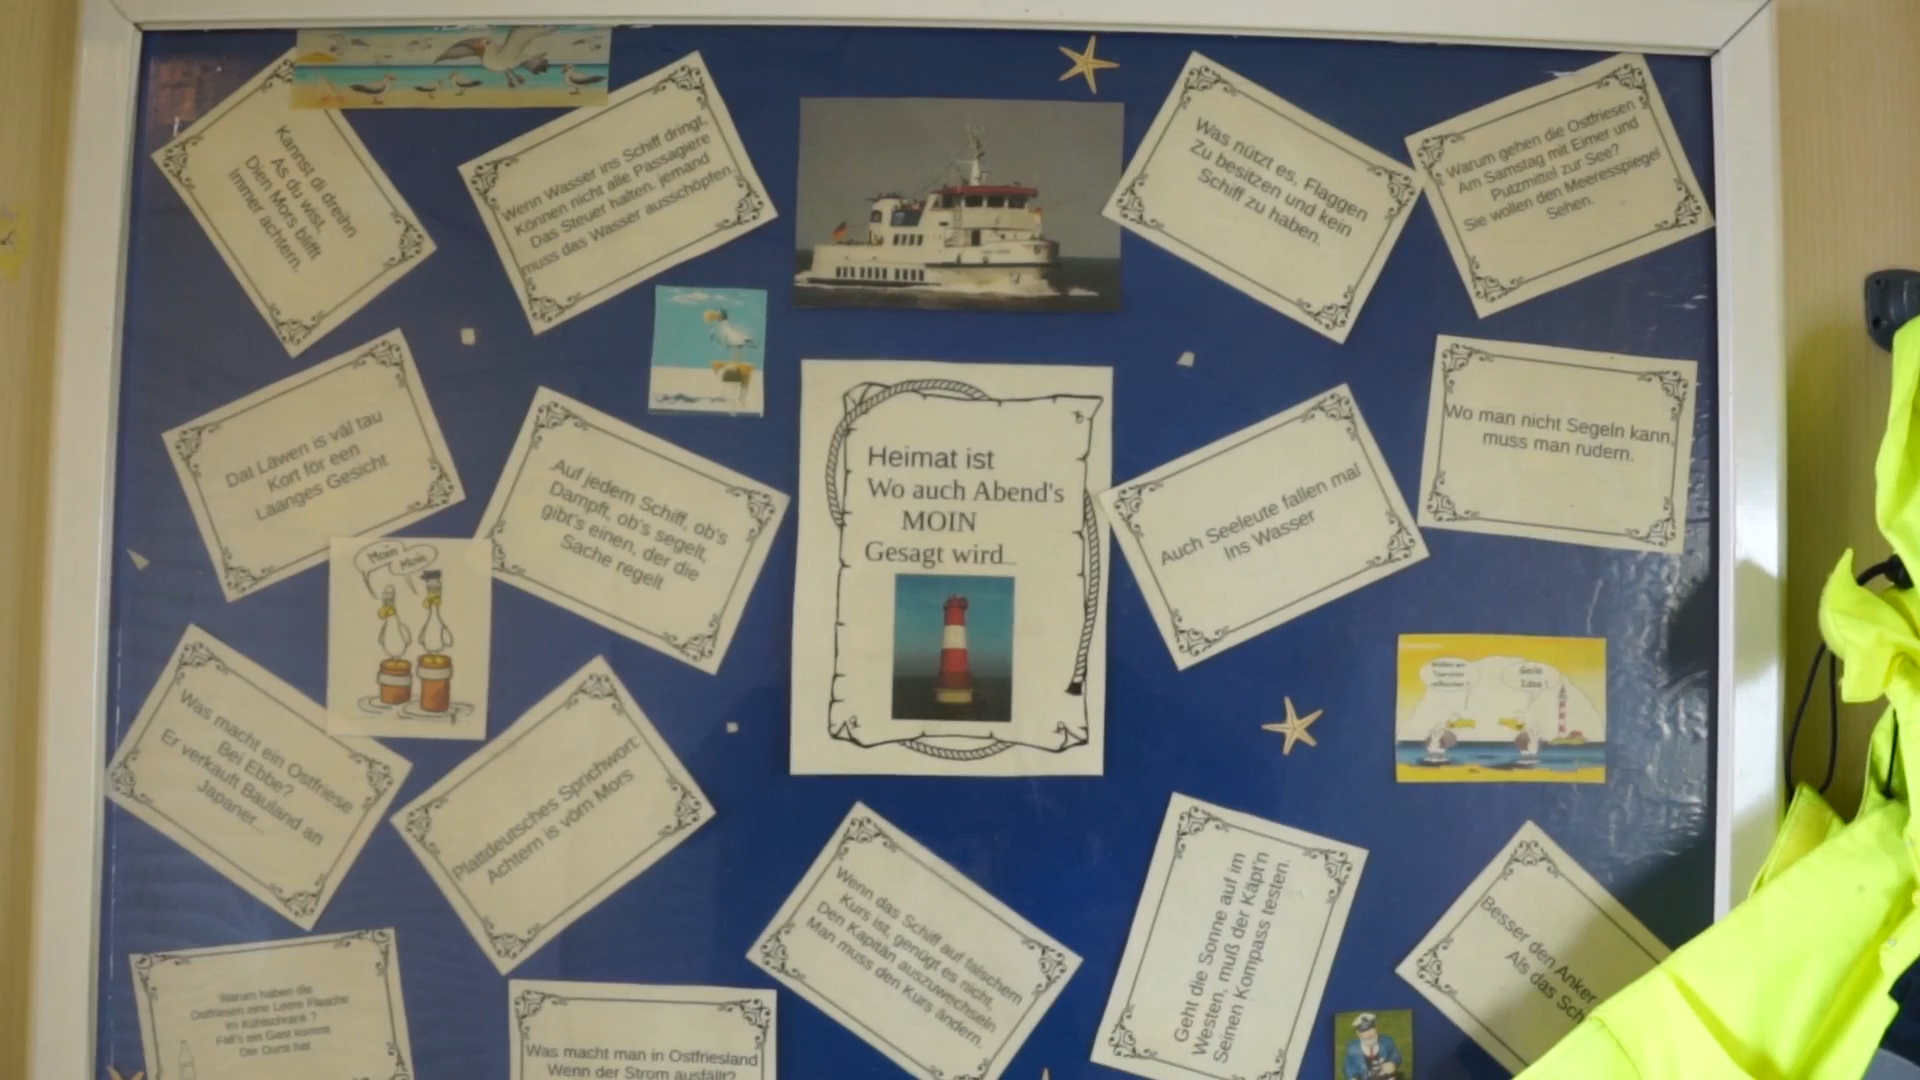 Kannst di dreihn
As du wist,
Dien Mors blifft
Immer achtern.
Wenn Wasser ins Schiff dringt,
Können nicht alle Passagiere
Das Steuer halten. jemand
muss das Wasser ausschöpfen.
Was nützt es, Flaggen
Zu besitzen und kein
Schiff zu haben.
Warum gehen die Ostfriesen
Am Samstag mit Eimer und
Putzmittel zur See?
Sie wollen den Meeresspiegel
Sehen.
Dat Läwen is väl tau
Kort för een
Laanges Gesicht
Auf jedem Schiff, ob's
Dampft, ob's segelt,
gibt's einen, der die
Sache regelt
Heimat ist
Wo auch Abend's
MOIN
Gesagt wird...
Auch Seeleute fallen mal
Ins Wasser
Wo man nicht Segeln kann,
muss man rudern.
Moin
Moin
Geile
Idee!
Was macht ein Ostfriese
Bei Ebbe?
Er verkauft Bauland an
Japaner...
Plattdeutsches Sprichwort:
Achtern is vörn Mors
Wenn das Schiff auf falschem
Kurs ist, genügt es nicht,
Den Kapitän auszuwechseln
Man muss den Kurs ändern.
Geht die Sonne auf im
Westen, muß der Käpt'n
Seinen Kompass testen.
Besser den Anker
Als das Sch
Warum haben die
Ostfriesen eine Leere Flasche
Im Kühlschrank ?
Fall's ein Gast kommt
Der Durst hat
Was macht man in Ostfriesland
Wenn der Strom ausfällt?